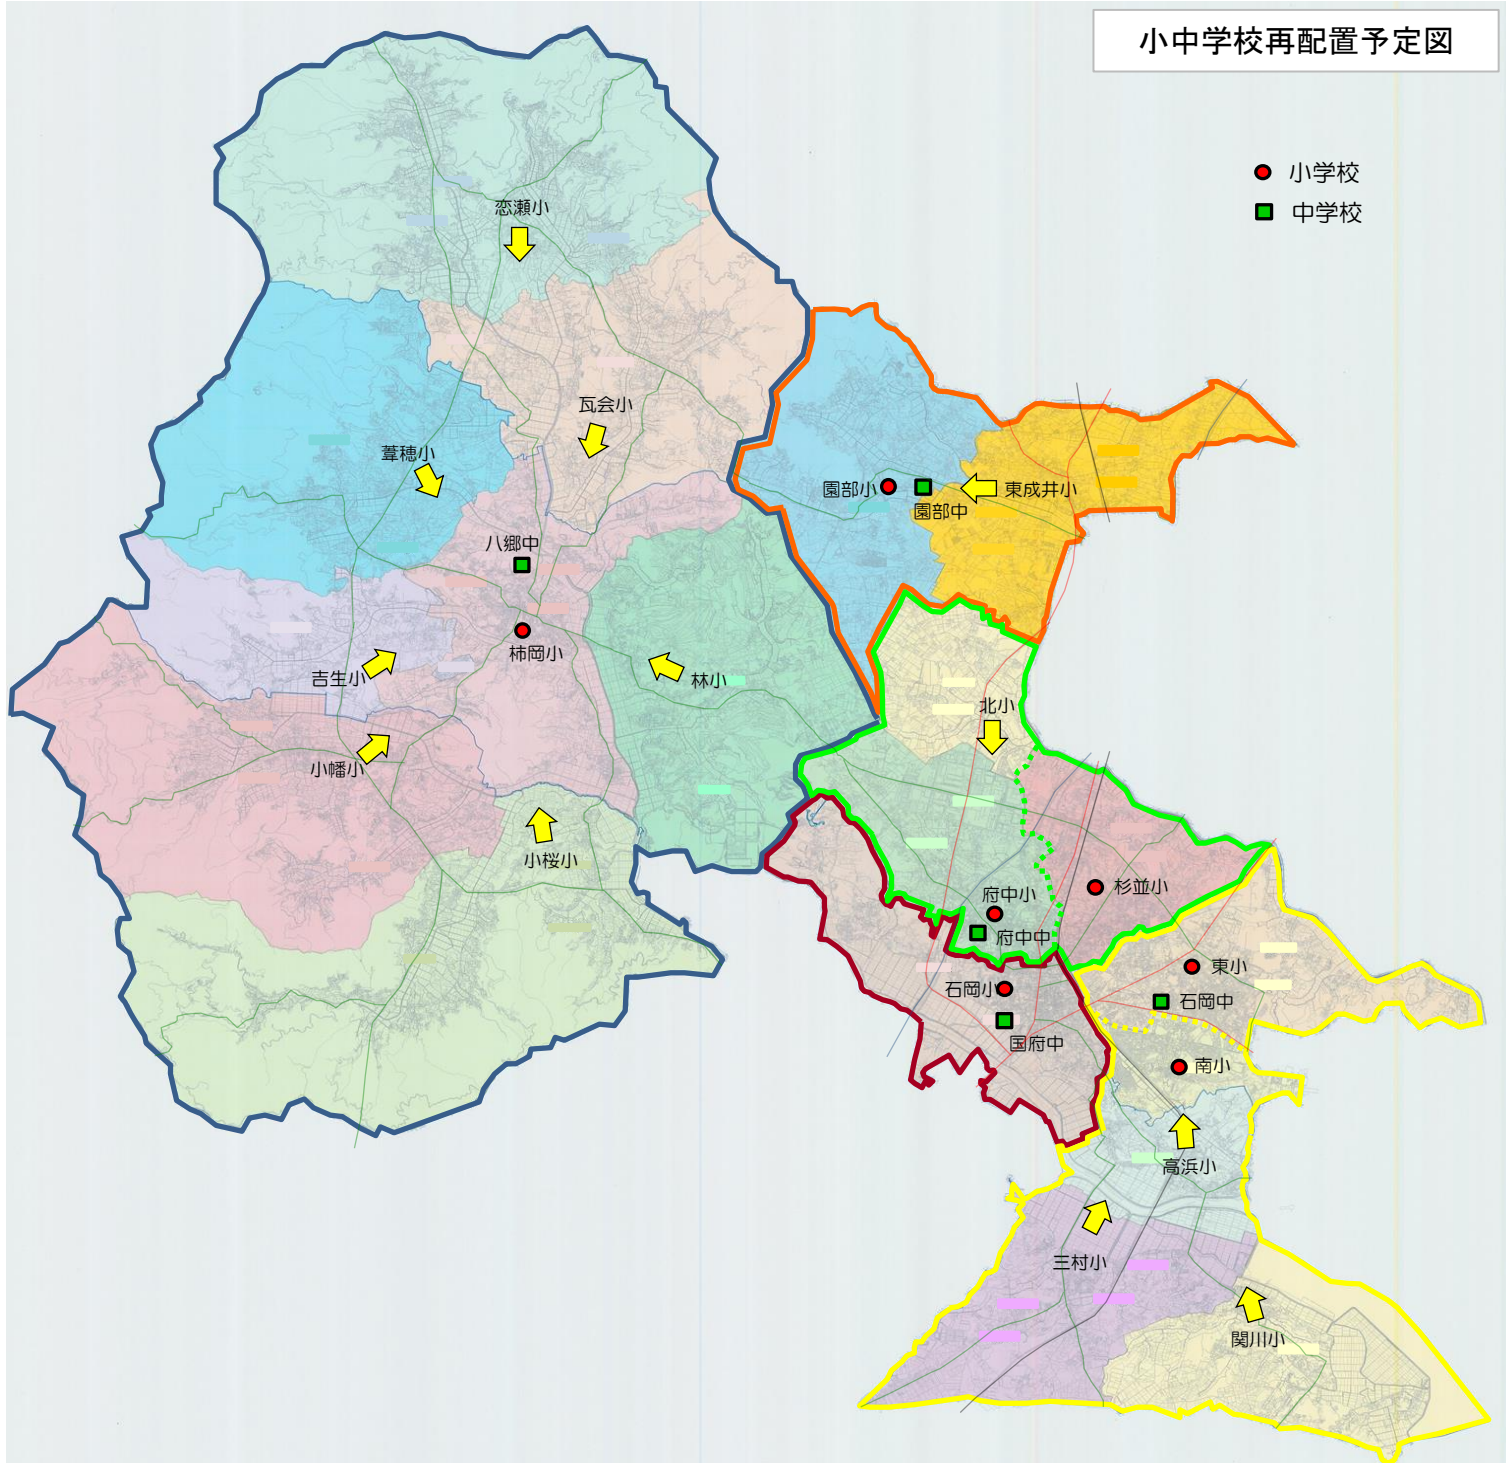 小中学校再配置予定図
小学校
中学校
恋瀬小
瓦会小
葦穂小
園部小
東成井小
園部中
八郷中
柿岡小
吉生小
林小
北小
小幡小
小桜小
杉並小
府中小
府中中
東小
石岡小
石岡中
国府中
南小
高浜小
三村小
関川小